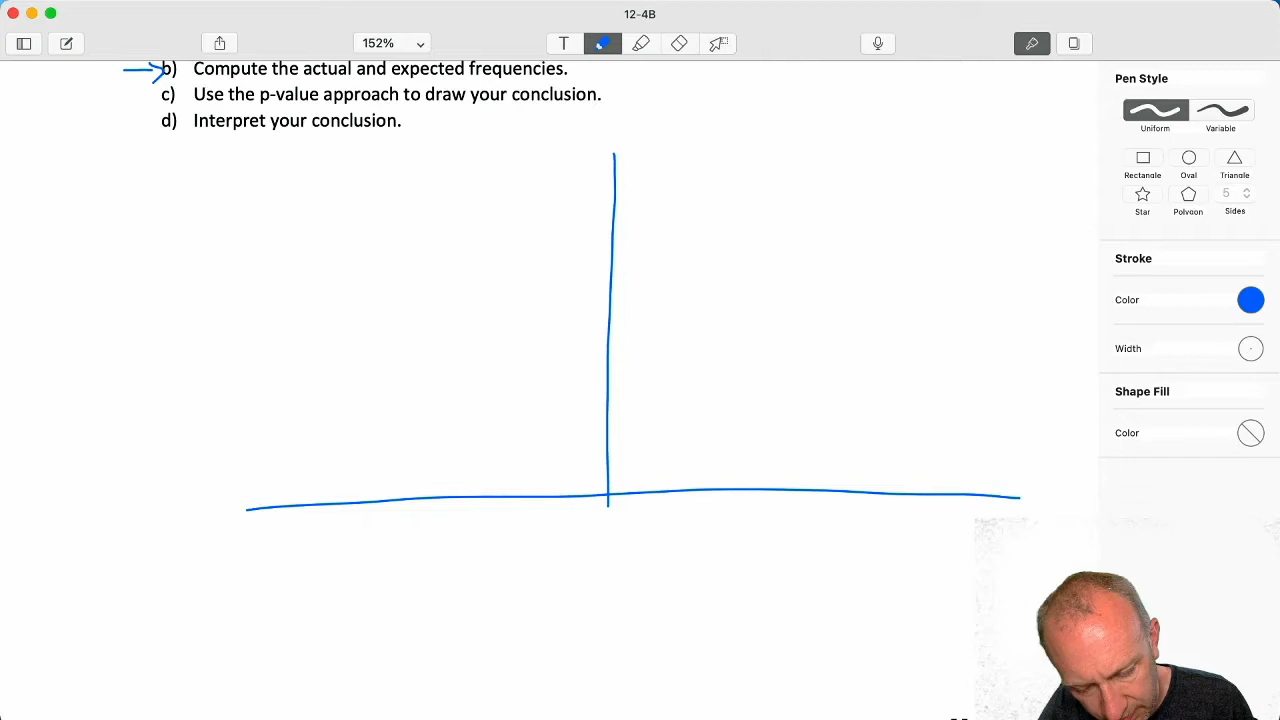 12-4B
152%
T
b) Compute the actual and expected frequencies.
c) Use the p-value approach to draw your conclusion.
d) Interpret your conclusion.
Pen Style
Uniform Variable
Rectangle Oval Triangle
5
Star Polygon Sides
Stroke
Color
Width
Shape Fill
Color